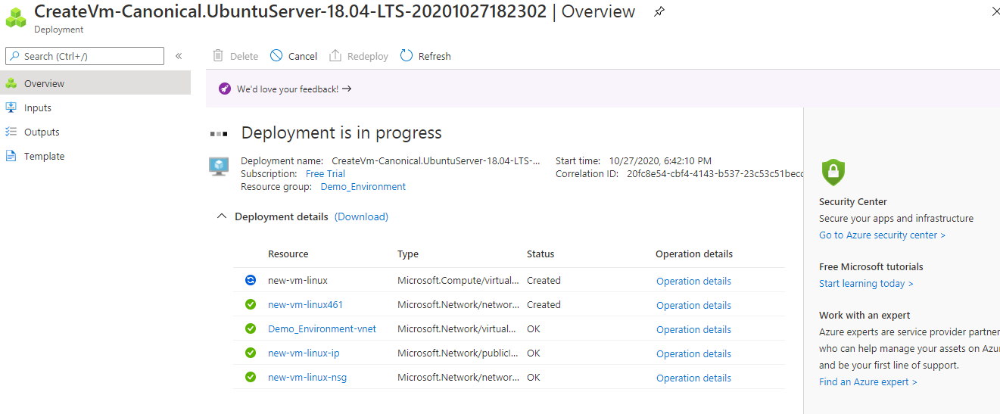 CreateVm-Canonical.UbuntuServer-18.04-LTS-20201027182302 | Overview
Deployment
Search (Ctrl+/)
«
Delete
Cancel
Redeploy
Refresh
Overview
Inputs
Outputs
Template
We'd love your feedback! →
Deployment is in progress
Deployment name: CreateVm-Canonical.UbuntuServer-18.04-LTS-...
Start time: 10/27/2020, 6:42:10 PM
Subscription: Free Trial
Correlation ID: 20fc8e54-cbf4-4143-b537-23c53c51becc
Resource group: Demo_Environment
Deployment details (Download)
Resource Type Status Operation details
new-vm-linux Microsoft.Compute/virtual... Created Operation details
new-vm-linux461 Microsoft.Network/networ... Created Operation details
Demo_Environment-vnet Microsoft.Network/virtual... OK Operation details
new-vm-linux-ip Microsoft.Network/publicI... OK Operation details
new-vm-linux-nsg Microsoft.Network/networ... OK Operation details
Security Center
Secure your apps and infrastructure
Go to Azure security center >
Free Microsoft tutorials
Start learning today >
Work with an expert
Azure experts are service provider partner
who can help manage your assets on Azu
and be your first line of support.
Find an Azure expert >